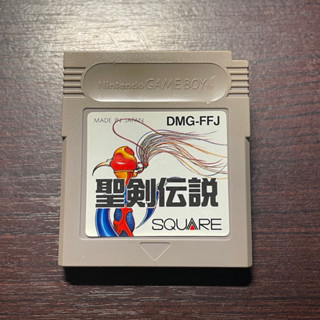 Nintendo GAME BOY
MADE IN JAPAN
DMG-FFJ
聖剣伝説
SQUARE